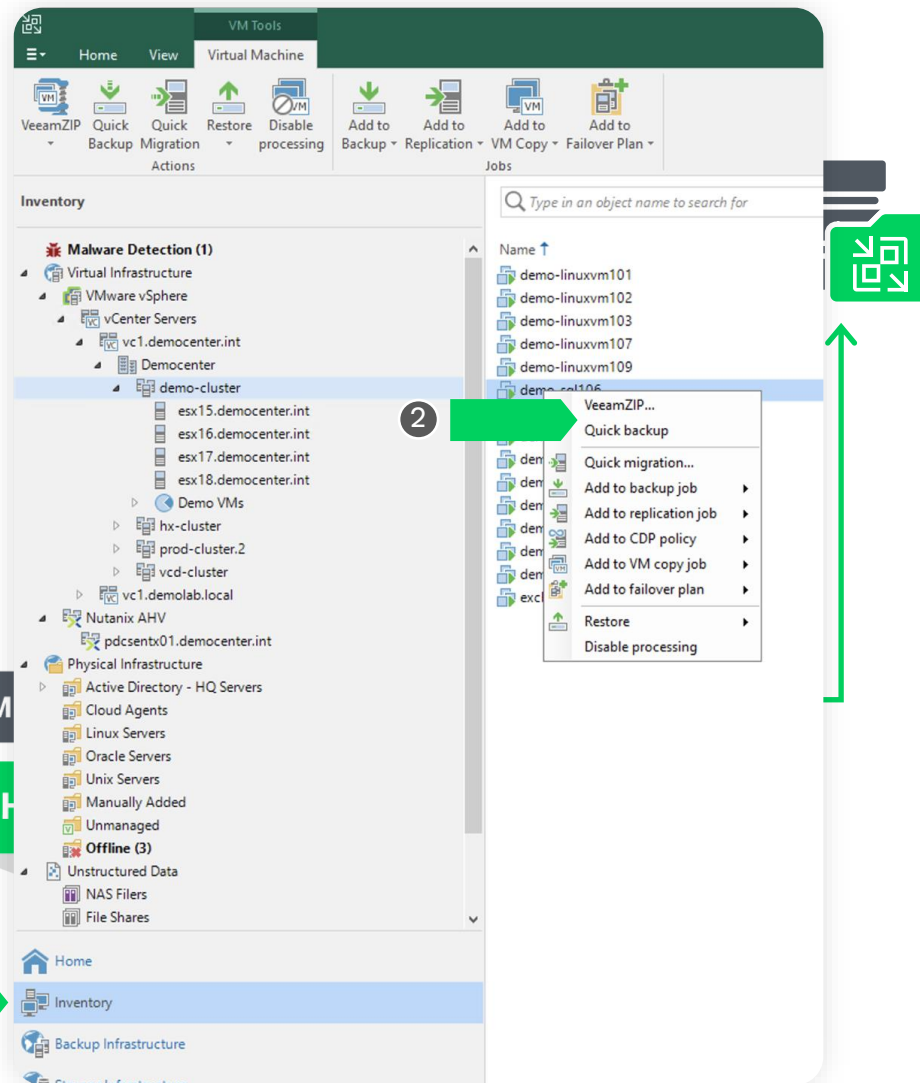 VM Tools
Home View Virtual Machine
VM
VM
VM
VeeamZIP Quick Backup Quick Migration Restore Disable processing Add to Backup Add to Replication Add to VM Copy Add to Failover Plan
Actions Jobs
Inventory
Type in an object name to search for
Malware Detection (1)
Virtual Infrastructure
VMware vSphere
vCenter Servers
vc1.democenter.int
Democenter
demo-cluster
esx15.democenter.int
esx16.democenter.int
esx17.democenter.int
esx18.democenter.int
Demo VMs
hx-cluster
prod-cluster.2
vcd-cluster
vc1.demolab.local
Nutanix AHV
pdcsentx01.democenter.int
Physical Infrastructure
Active Directory - HQ Servers
Cloud Agents
Linux Servers
Oracle Servers
Unix Servers
Manually Added
Unmanaged
Offline (3)
Unstructured Data
NAS Filers
File Shares
Home
Inventory
Backup Infrastructure
Name
demo-linuxvm101
demo-linuxvm102
demo-linuxvm103
demo-linuxvm107
demo-linuxvm109
demo-sql106
2
VeeamZIP...
Quick backup
Quick migration...
Add to backup job
Add to replication job
Add to CDP policy
Add to VM copy job
Add to failover plan
Restore
Disable processing